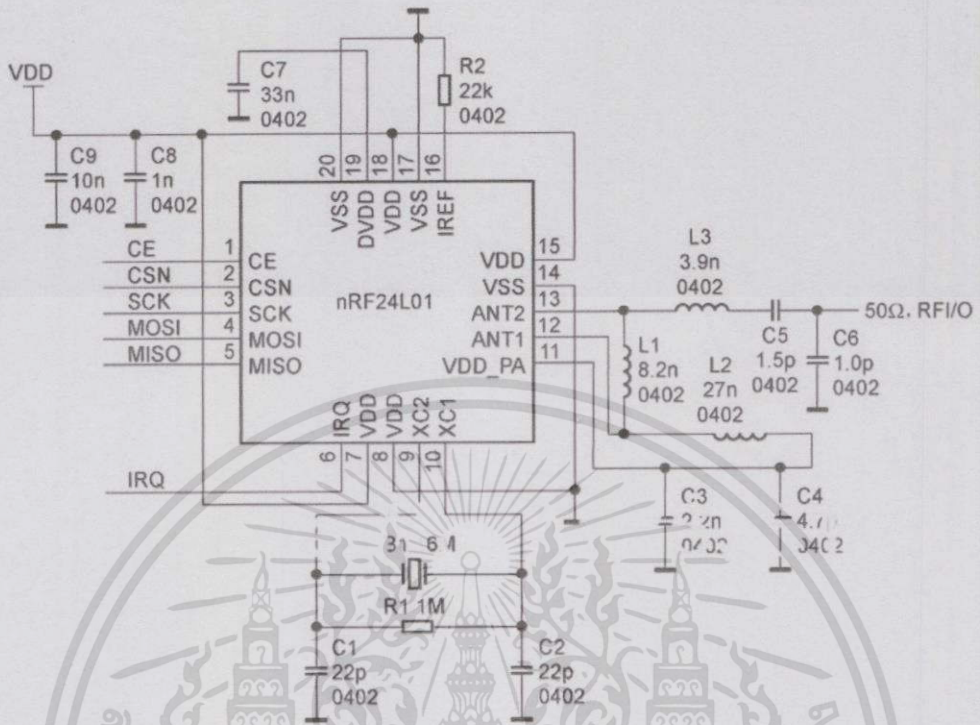 VDD
C7
33n
0402
R2
22k
0402
C9
10n
0402
C8
1n
0402
20
19
18
17
16
VSS
DVDD
VDD
VSS
IREF
CE
1
CE
CSN
2
CSN
SCK
3
SCK
MOSI
4
MOSI
MISO
5
MISO
nRF24L01
VDD
15
VSS
14
ANT2
13
ANT1
12
VDD_PA
11
L3
3.9n
0402
C5
1.5p
0402
C6
1.0p
0402
50Ω, RFI/O
L1
8.2n
0402
L2
27n
0402
IRQ
VDD
VDD
XC2
XC1
6
7
8
9
10
IRQ
C3
0402
C4
0402
R1 1M
C1
22p
0402
C2
22p
0402